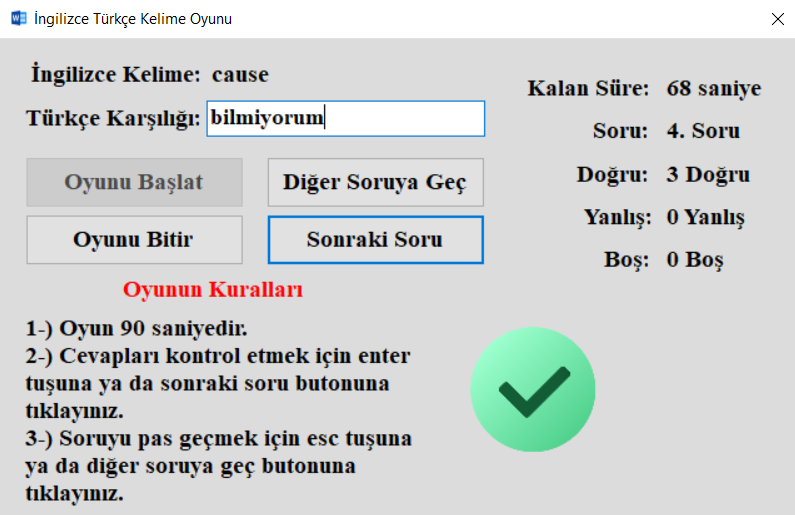 İngilizce Türkçe Kelime Oyunu
İngilizce Kelime: cause
Türkçe Karşılığı: bilmiyorum
Oyunu Başlat
Diğer Soruya Geç
Oyunu Bitir
Sonraki Soru
Kalan Süre: 68 saniye
Soru: 4. Soru
Doğru: 3 Doğru
Yanlış: 0 Yanlış
Boş: 0 Boş
Oyunun Kuralları
1-) Oyun 90 saniyedir.
2-) Cevapları kontrol etmek için enter
tuşuna ya da sonraki soru butonuna
tıklayınız.
3-) Soruyu pas geçmek için esc tuşuna
ya da diğer soruya geç butonuna
tıklayınız.